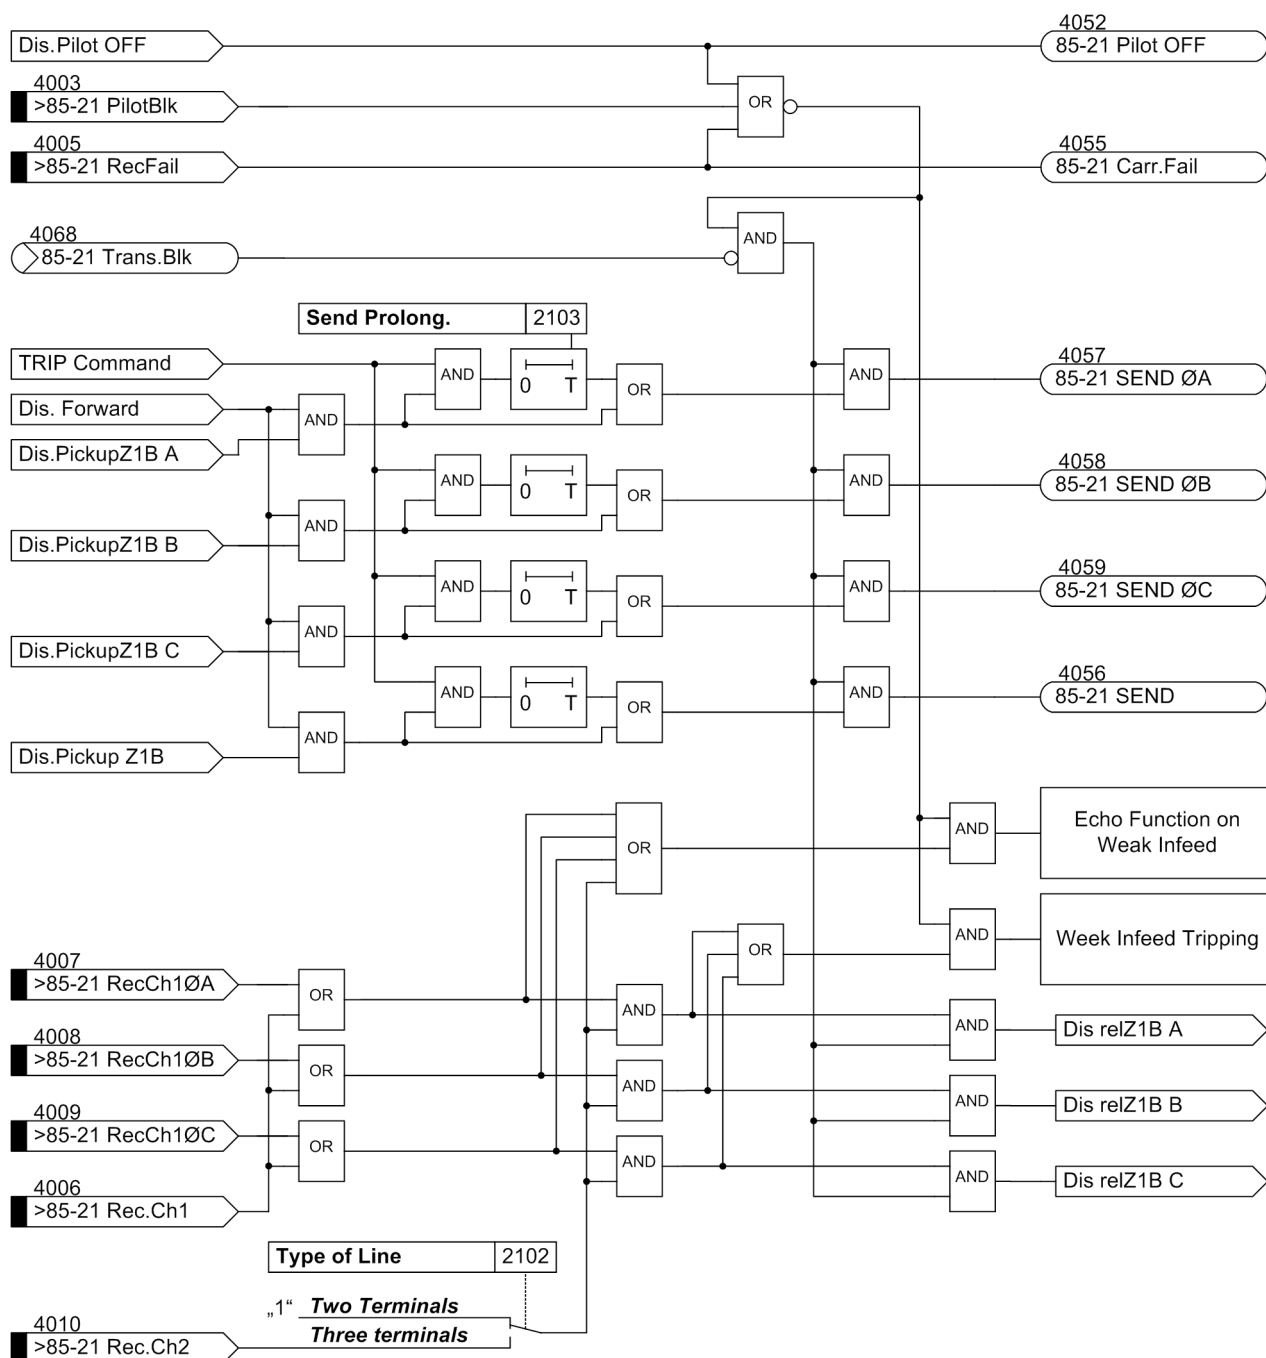 4052
Dis.Pilot OFF
85-21 Pilot OFF
4003
>85-21 PilotBlk
OR
4005
4055
>85-21 RecFail
85-21 Carr.Fail
4068
AND
85-21 Trans.Blk
Send Prolong. 2103
TRIP Command
4057
AND
0 T
OR
AND
85-21 SEND ØA
Dis. Forward
AND
Dis.PickupZ1B A
4058
AND
0 T
OR
AND
85-21 SEND ØB
AND
Dis.PickupZ1B B
4059
AND
0 T
OR
AND
85-21 SEND ØC
AND
Dis.PickupZ1B C
4056
AND
0 T
OR
AND
85-21 SEND
AND
Dis.Pickup Z1B
OR
AND
Echo Function on
Weak Infeed
OR
AND
Week Infeed Tripping
4007
>85-21 RecCh1ØA
OR
AND
AND
Dis relZ1B A
4008
>85-21 RecCh1ØB
OR
AND
AND
Dis relZ1B B
4009
>85-21 RecCh1ØC
OR
AND
AND
Dis relZ1B C
4006
>85-21 Rec.Ch1
Type of Line 2102
„1“ Two Terminals
Three terminals
4010
>85-21 Rec.Ch2